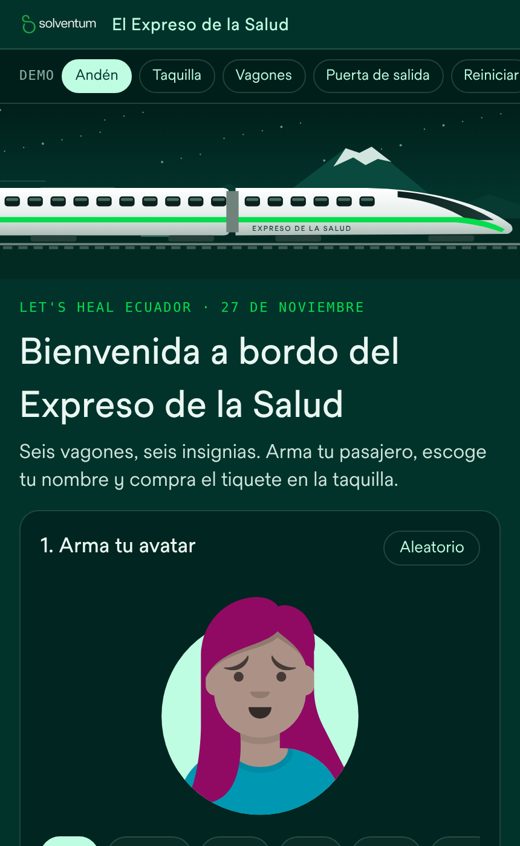 solventum El Expreso de la Salud
DEMO Andén Taquilla Vagones Puerta de salida Reiniciar
EXPRESO DE LA SALUD
LET'S HEAL ECUADOR · 27 DE NOVIEMBRE
Bienvenida a bordo del
Expreso de la Salud
Seis vagones, seis insignias. Arma tu pasajero, escoge
tu nombre y compra el tiquete en la taquilla.
1. Arma tu avatar Aleatorio